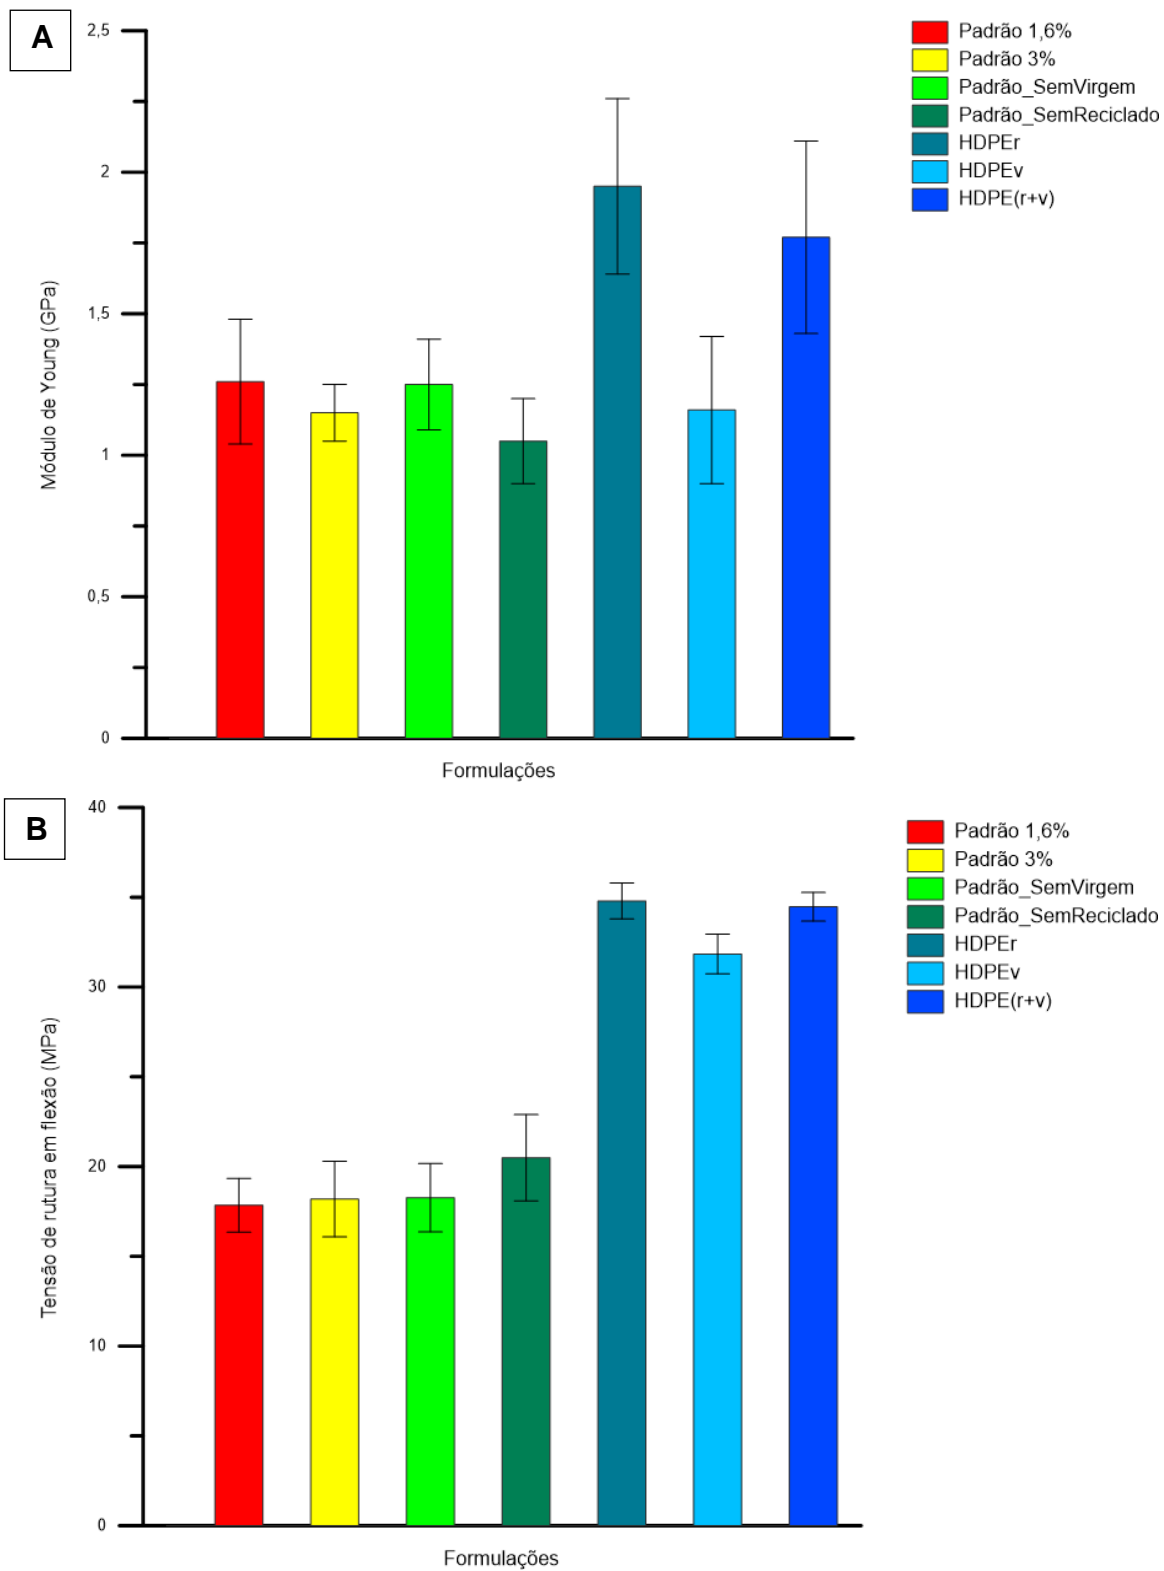 A
2,5
2
1,5
1
0,5
0
Módulo de Young (GPa)
Formulações
Padrão 1,6%
Padrão 3%
Padrão_SemVirgem
Padrão_SemReciclado
HDPEr
HDPEv
HDPE(r+v)
B
40
30
20
10
0
Tensão de rutura em flexão (MPa)
Formulações
Padrão 1,6%
Padrão 3%
Padrão_SemVirgem
Padrão_SemReciclado
HDPEr
HDPEv
HDPE(r+v)